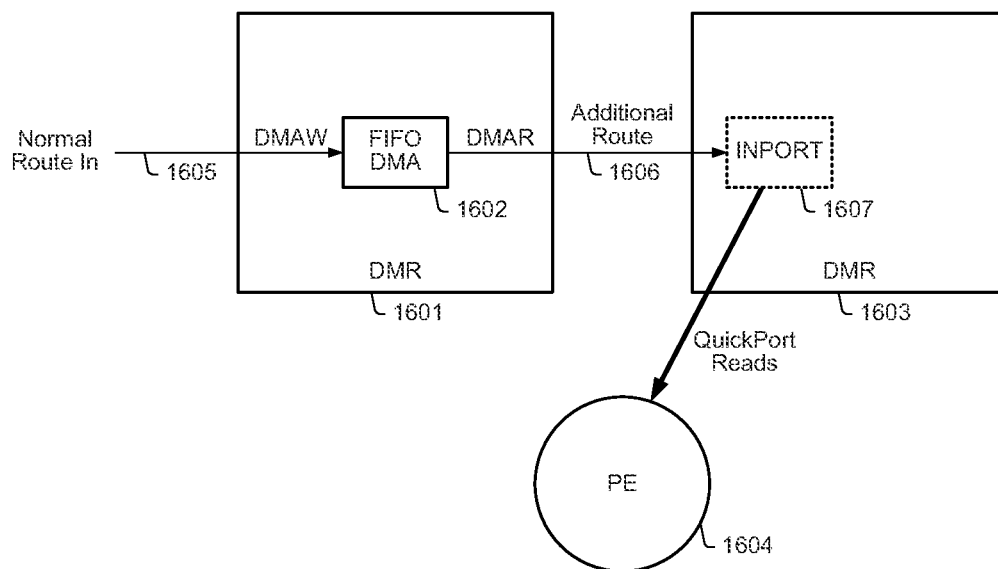 Normal
Route In
1605
DMAW
FIFO
DMA
1602
DMAR
DMR
1601
Additional
Route
1606
INPORT
1607
DMR
1603
QuickPort
Reads
PE
1604